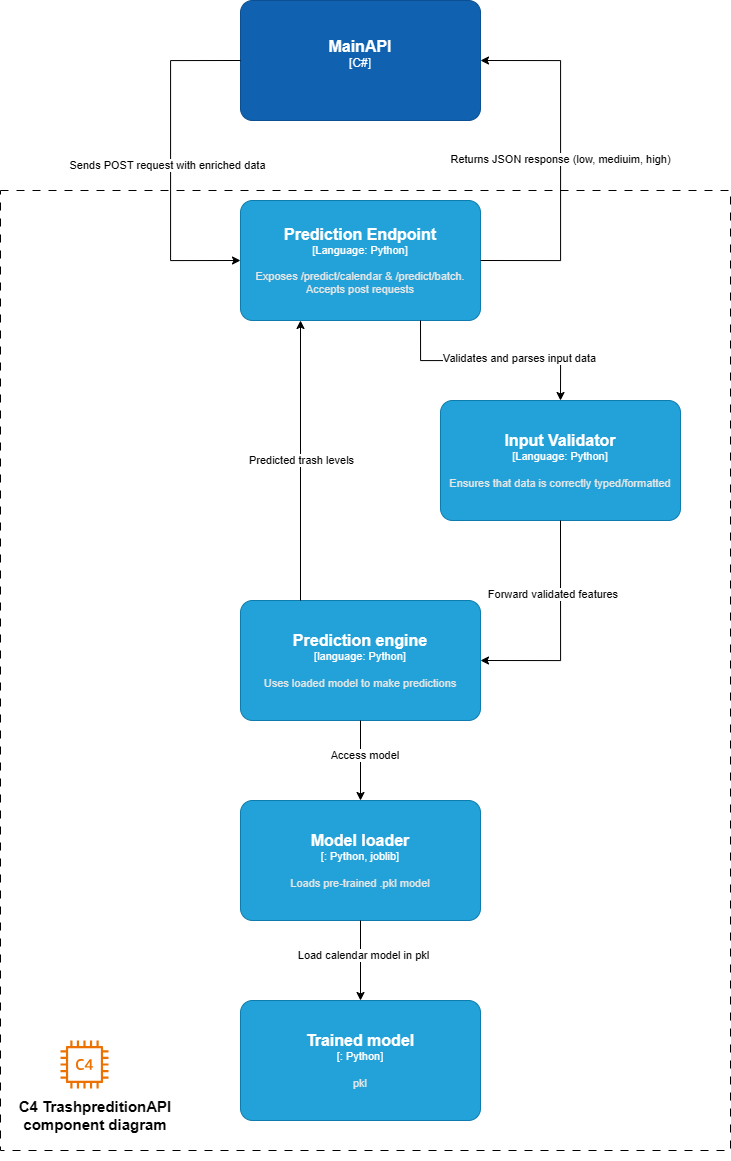 MainAPI
[C#]
Sends POST request with enriched data
Returns JSON response (low, mediuim, high)
Prediction Endpoint
[Language: Python]
Exposes /predict/calendar & /predict/batch.
Accepts post requests
Validates and parses input data
Input Validator
[Language: Python]
Ensures that data is correctly typed/formatted
Predicted trash levels
Forward validated features
Prediction engine
[language: Python]
Uses loaded model to make predictions
Access model
Model loader
[: Python, joblib]
Loads pre-trained .pkl model
Load calendar model in pkl
Trained model
[: Python]
pkl
C4
C4 TrashpreditionAPI
component diagram